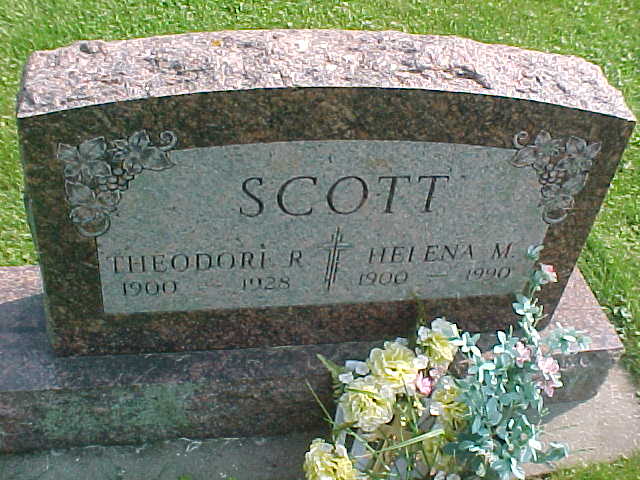 SCOTT
THEODORE R. HELENA M.
1900 — 1928 1900 — 1990